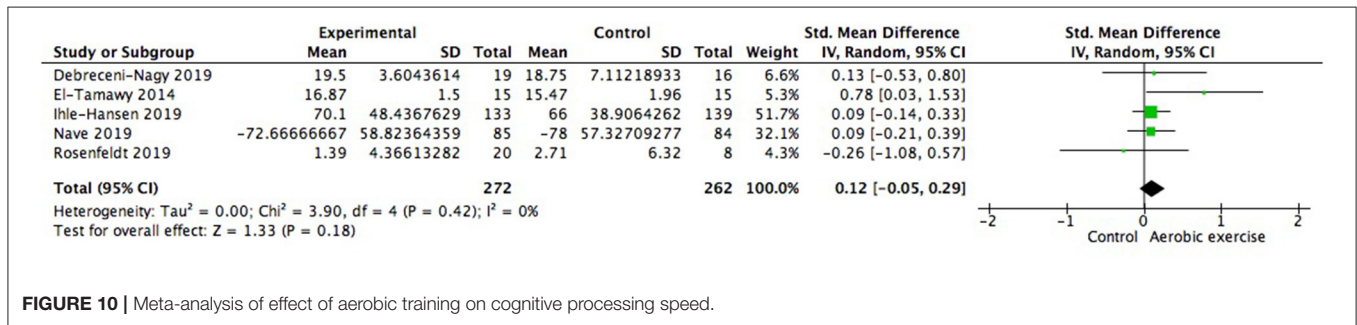 Experimental Control Std. Mean Difference Std. Mean Difference
Study or Subgroup Mean SD Total Mean SD Total Weight IV, Random, 95% CI IV, Random, 95% CI
Debreceni-Nagy 2019 19.5 3.6043614 19 18.75 7.11218933 16 6.6% 0.13 [-0.53, 0.80]
El-Tamawy 2014 16.87 1.5 15 15.47 1.96 15 5.3% 0.78 [0.03, 1.53]
Ihle-Hansen 2019 70.1 48.4367629 133 66 38.9064262 139 51.7% 0.09 [-0.14, 0.33]
Nave 2019 -72.66666667 58.82364359 85 -78 57.32709277 84 32.1% 0.09 [-0.21, 0.39]
Rosenfeldt 2019 1.39 4.36613282 20 2.71 6.32 8 4.3% -0.26 [-1.08, 0.57]
Total (95% CI) 272 262 100.0% 0.12 [-0.05, 0.29]
Heterogeneity: Tau² = 0.00; Chi² = 3.90, df = 4 (P = 0.42); I² = 0%
Test for overall effect: Z = 1.33 (P = 0.18)
-2 -1 0 1 2
Control Aerobic exercise
FIGURE 10 | Meta-analysis of effect of aerobic training on cognitive processing speed.